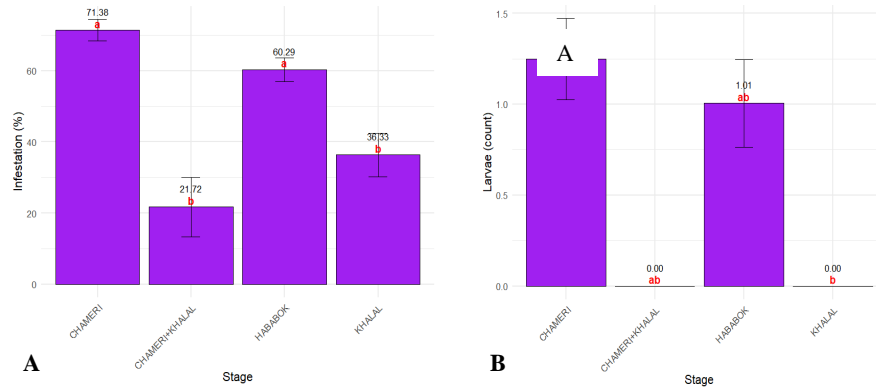 71.38
a
21.72
b
60.29
a
36.33
b
Infestation (%)
60
40
20
0
CHAMERI
CHAMERI+KHALAL
HABABOK
KHALAL
Stage
A
A
0.00
ab
1.01
ab
0.00
b
Larvae (count)
1.5
1.0
0.5
0.0
CHAMERI
CHAMERI+KHALAL
HABABOK
KHALAL
Stage
B